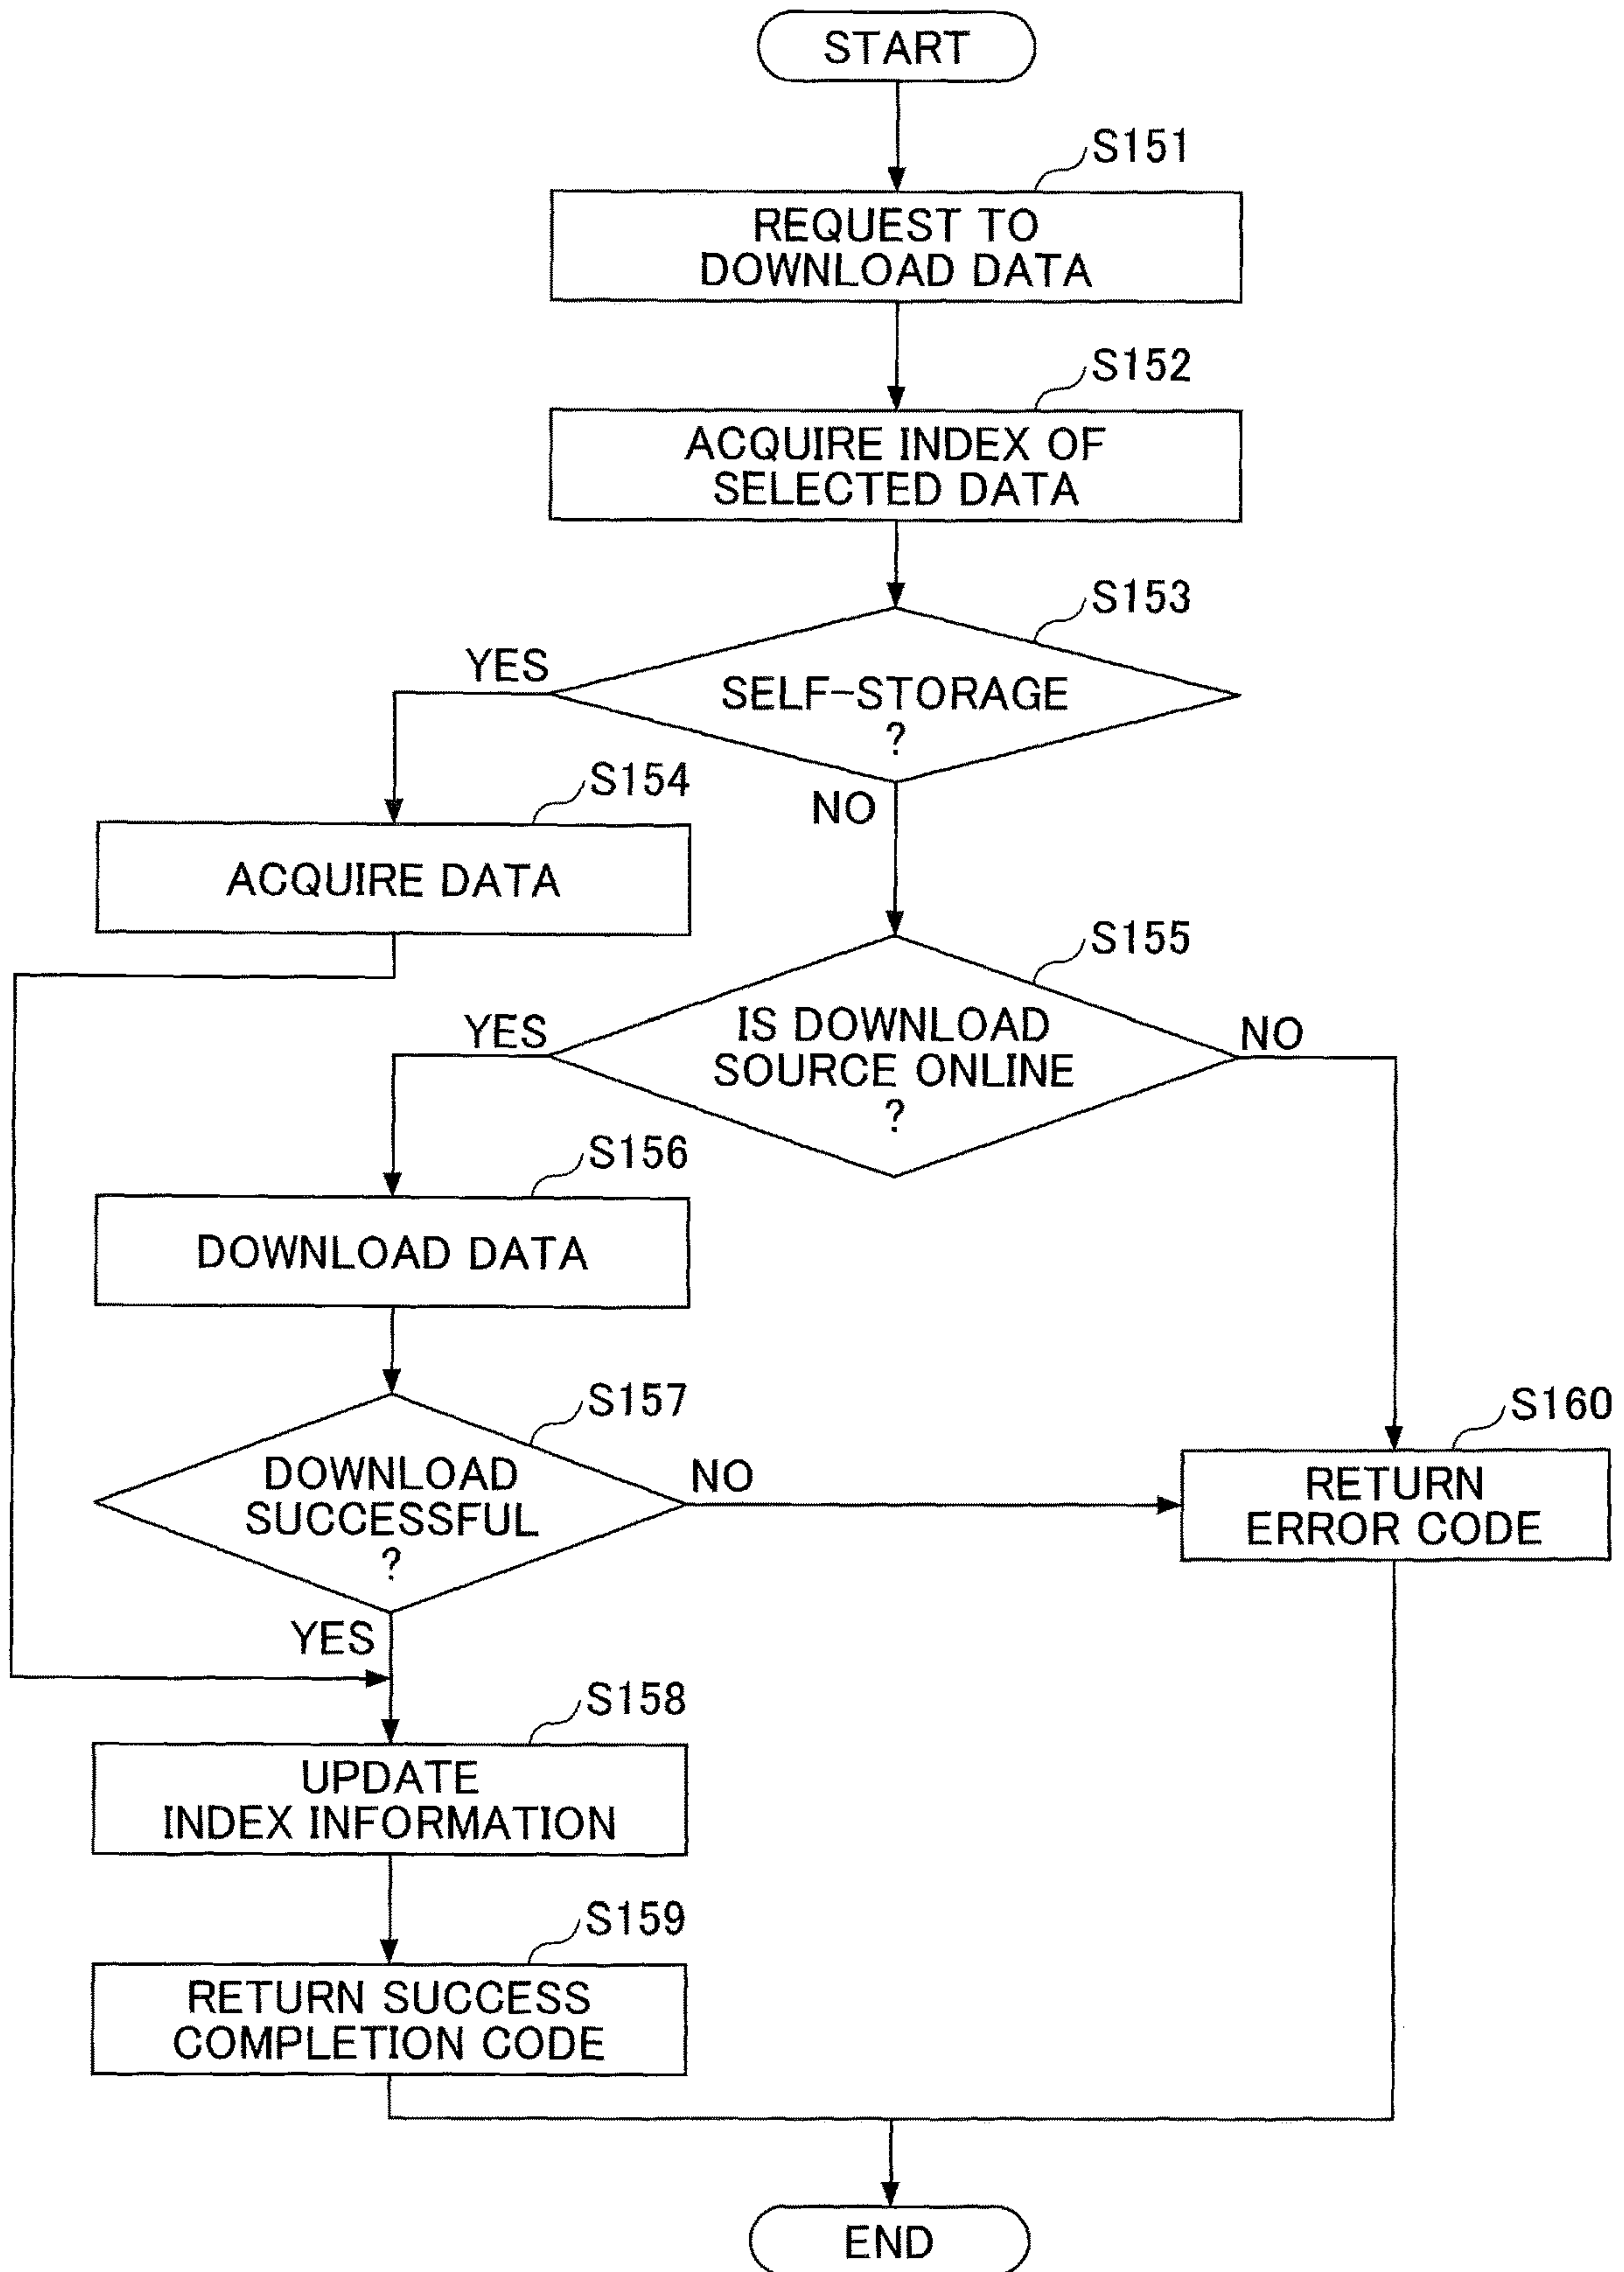 START
S151
REQUEST TO
DOWNLOAD DATA
S152
ACQUIRE INDEX OF
SELECTED DATA
S153
YES
SELF-STORAGE
?
NO
S154
ACQUIRE DATA
S155
YES
IS DOWNLOAD
SOURCE ONLINE
?
NO
S156
DOWNLOAD DATA
S157
DOWNLOAD
SUCCESSFUL
?
NO
YES
S160
RETURN
ERROR CODE
S158
UPDATE
INDEX INFORMATION
S159
RETURN SUCCESS
COMPLETION CODE
END